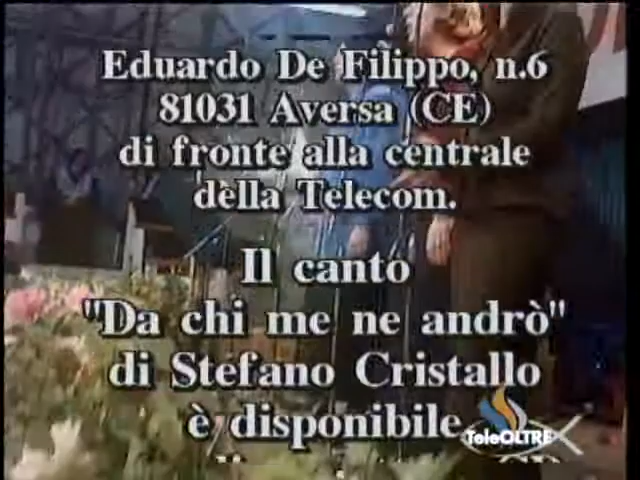 Eduardo De Filippo, n.6
81031 Aversa (CE)
di fronte alla centrale
della Telecom.
Il canto
"Da chi me ne andrò"
di Stefano Cristallo
è disponibile
TeleOLTRE